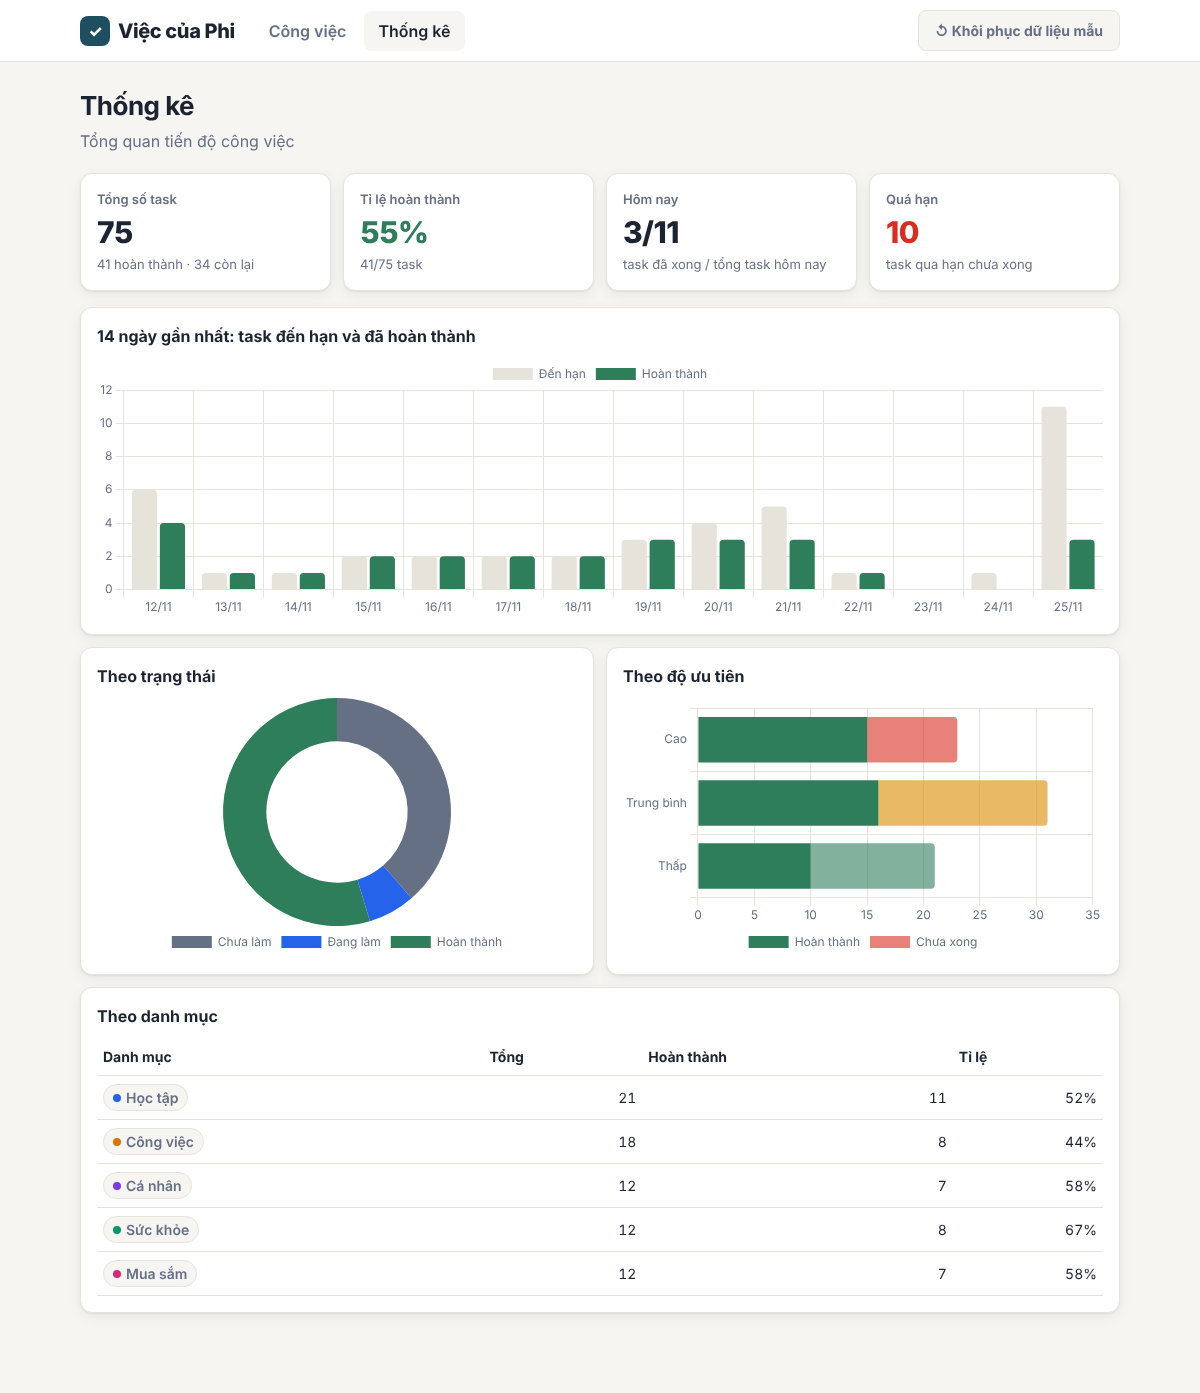 Việc của Phi
Công việc
Thống kê
Khôi phục dữ liệu mẫu
Thống kê
Tổng quan tiến độ công việc
Tổng số task
75
41 hoàn thành · 34 còn lại
Tỉ lệ hoàn thành
55%
41/75 task
Hôm nay
3/11
task đã xong / tổng task hôm nay
Quá hạn
10
task qua hạn chưa xong
14 ngày gần nhất: task đến hạn và đã hoàn thành
Đến hạn Hoàn thành
12
10
8
6
4
2
0
12/11 13/11 14/11 15/11 16/11 17/11 18/11 19/11 20/11 21/11 22/11 23/11 24/11 25/11
Theo trạng thái
Chưa làm Đang làm Hoàn thành
Theo độ ưu tiên
Cao
Trung bình
Thấp
0 5 10 15 20 25 30 35
Hoàn thành Chưa xong
Theo danh mục
Danh mục Tổng Hoàn thành Tỉ lệ
Học tập 21 11 52%
Công việc 18 8 44%
Cá nhân 12 7 58%
Sức khỏe 12 8 67%
Mua sắm 12 7 58%